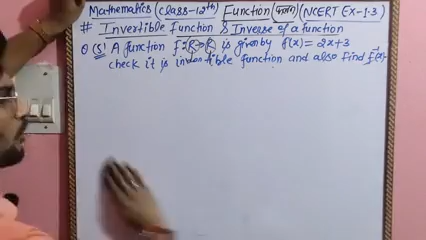 Mathematics (Class-12th) Function (फलन) (NCERT Ex-1.3)
# Invertible Function & Inverse of a function
Q (5) A function f:R→R is given by f(x) = 2x+3
check it is invertible function and also Find f⁻¹(x).